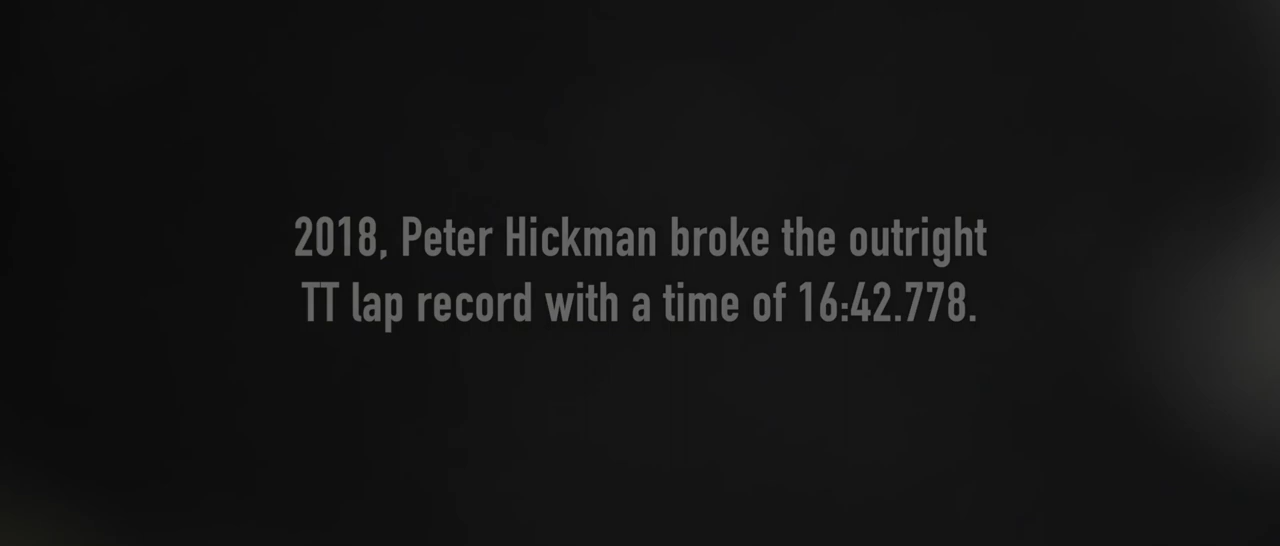 2018, Peter Hickman broke the outright
TT lap record with a time of 16:42.778.